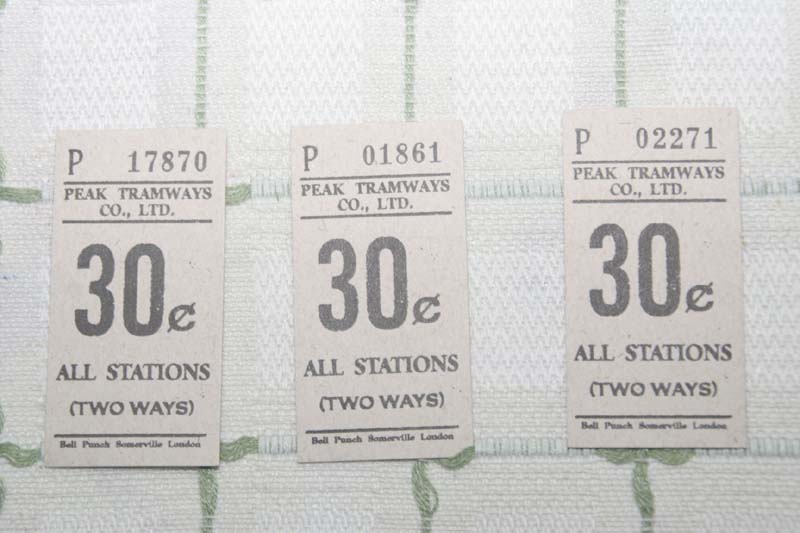 P 17870
PEAK TRAMWAYS
CO., LTD.
30¢
ALL STATIONS
(TWO WAYS)
Bell Punch Somerville London
P 01861
PEAK TRAMWAYS
CO., LTD.
30¢
ALL STATIONS
(TWO WAYS)
Bell Punch Somerville London
P 02271
PEAK TRAMWAYS
CO., LTD.
30¢
ALL STATIONS
(TWO WAYS)
Bell Punch Somerville London